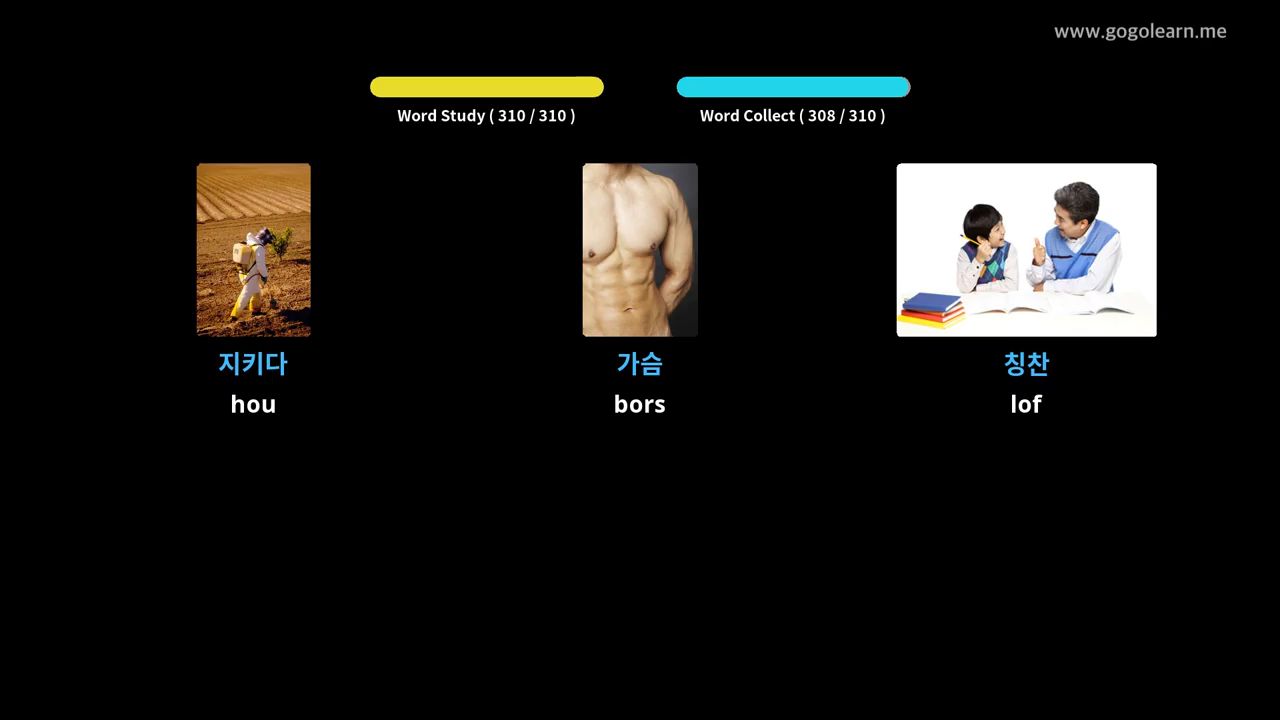 www.gogolearn.me
Word Study ( 310 / 310 )
Word Collect ( 308 / 310 )
지키다
가슴
칭찬
hou
bors
lof